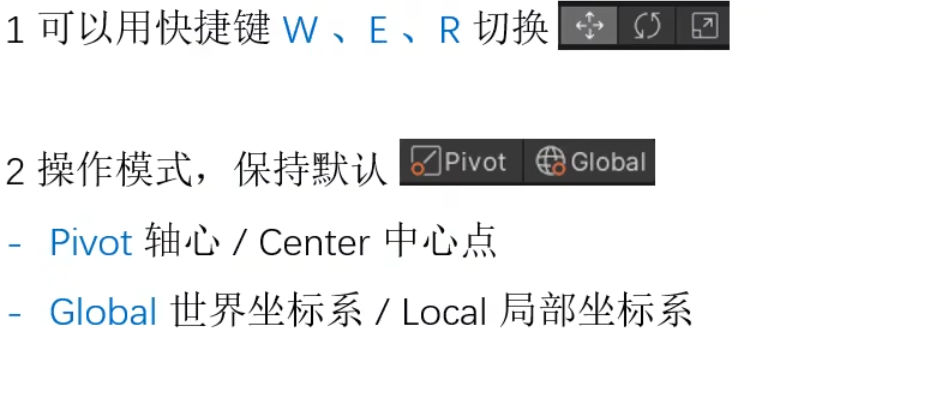 1 可以用快捷键 W 、E 、R 切换
2 操作模式，保持默认 Pivot Global
- Pivot 轴心 / Center 中心点
- Global 世界坐标系 / Local 局部坐标系